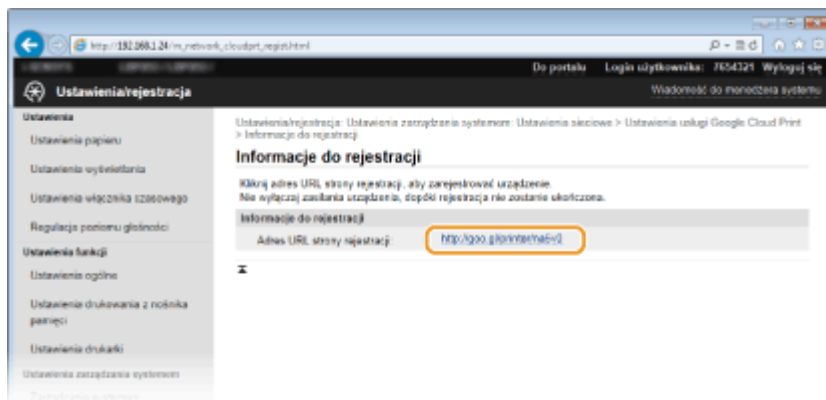 http://192.168.1.24/m_network_cloudprt_regist.html
Do portalu Login użytkownika: 7654321 Wyloguj się
Ustawienia/rejestracja
Wiadomość do menedżera systemu
Ustawienia
Ustawienia papieru
Ustawienia wyświetlania
Ustawienia włącznika czasowego
Regulacja poziomu głośności
Ustawienia funkcji
Ustawienia ogólne
Ustawienia drukowania z nośnika
pamięci
Ustawienia drukarki
Ustawienia zarządzania systemem
Zarządzanie systemem
Ustawienia/rejestracja: Ustawienia zarządzania systemem: Ustawienia sieciowe > Ustawienia usługi Google Cloud Print
> Informacje do rejestracji
Informacje do rejestracji
Kliknij adres URL strony rejestracji, aby zarejestrować urządzenie.
Nie wyłączaj zasilania urządzenia, dopóki rejestracja nie zostanie ukończona.
Informacje do rejestracji
Adres URL strony rejestracji: